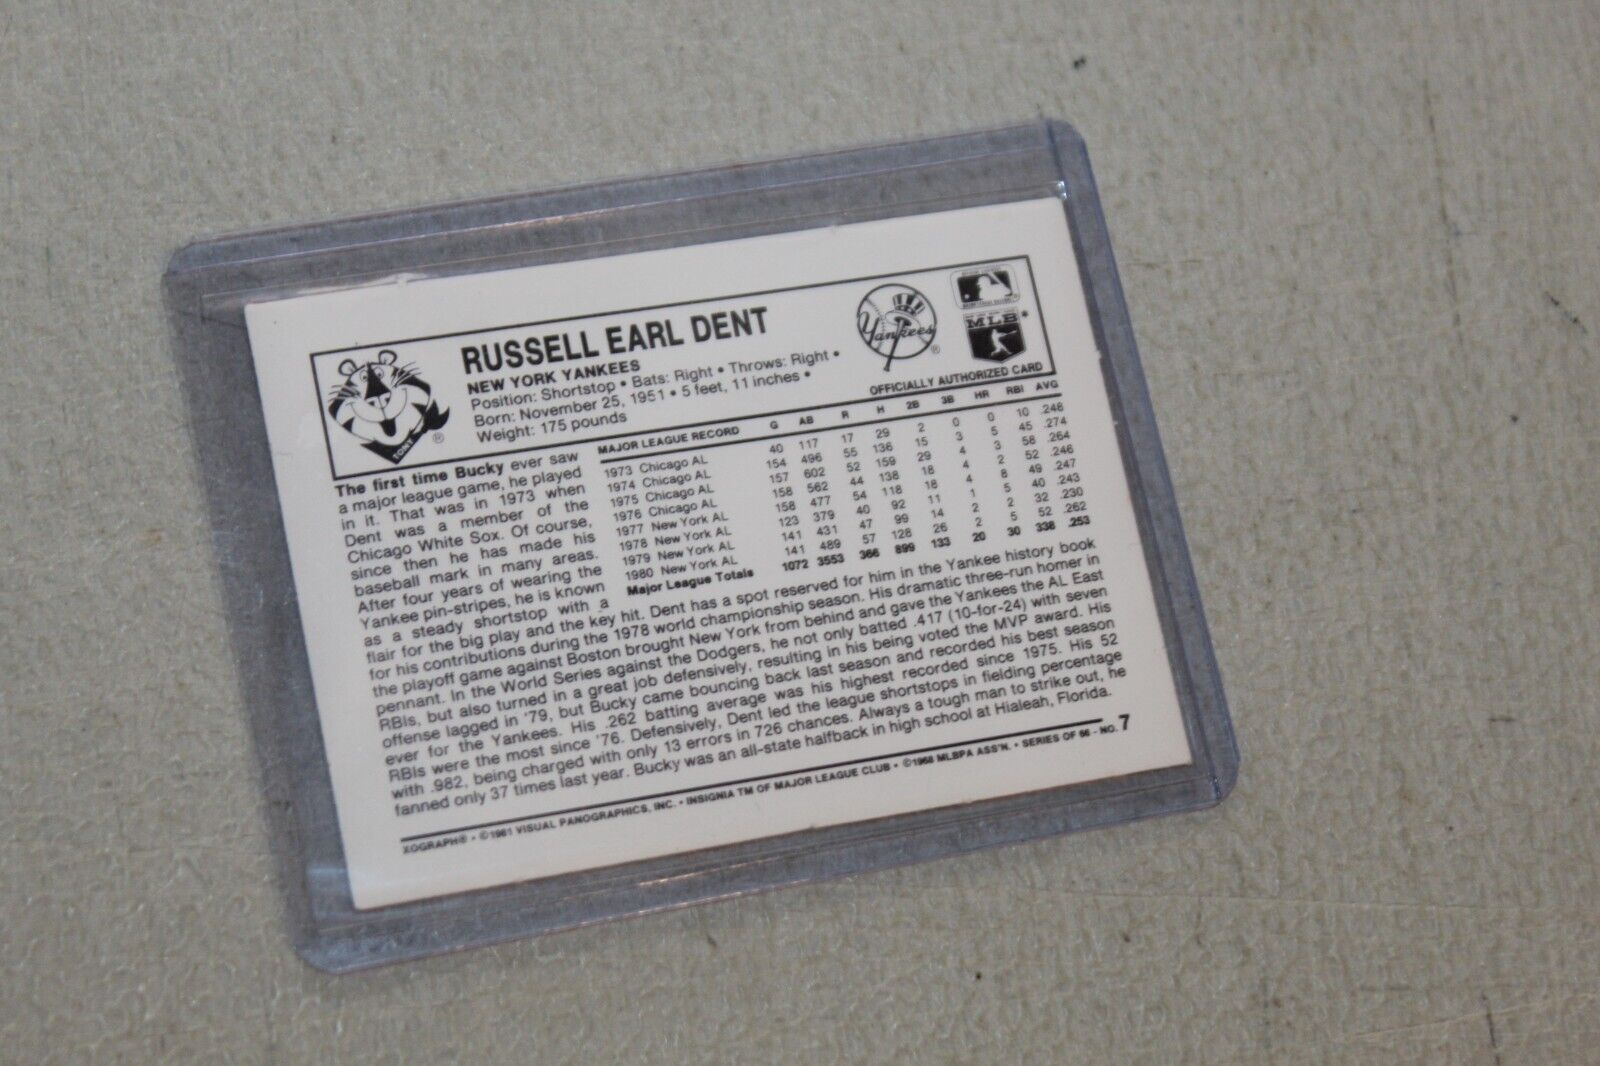 RUSSELL EARL DENT
NEW YORK YANKEES
Position: Shortstop • Bats: Right • Throws: Right •
Born: November 25, 1951 • 5 feet, 11 inches •
Weight: 175 pounds
TONY ®
Yankees ®
MLB
OFFICIALLY AUTHORIZED CARD
MAJOR LEAGUE RECORD G AB R H 2B 3B HR RBI AVG
1973 Chicago AL 40 117 17 29 2 0 0 10 .248
1974 Chicago AL 154 496 55 136 15 3 5 45 .274
1975 Chicago AL 157 602 52 159 29 4 3 58 .264
1976 Chicago AL 158 562 44 138 18 4 2 52 .246
1977 New York AL 158 477 54 118 18 4 8 49 .247
1978 New York AL 123 379 40 92 11 1 5 40 .243
1979 New York AL 141 431 47 99 14 2 2 32 .230
1980 New York AL 141 489 57 128 26 2 5 52 .262
Major League Totals 1072 3553 366 899 133 20 30 338 .253
The first time Bucky ever saw
a major league game, he played
in it. That was in 1973 when
Dent was a member of the
Chicago White Sox. Of course,
since then he has made his
baseball mark in many areas.
After four years of wearing the
Yankee pin-stripes, he is known
as a steady shortstop with a
flair for the big play and the key hit. Dent has a spot reserved for him in the Yankee history book
for his contributions during the 1978 world championship season. His dramatic three-run homer in
the playoff game against Boston brought New York from behind and gave the Yankees the AL East
pennant. In the World Series against the Dodgers, he not only batted .417 (10-for-24) with seven
RBIs, but also turned in a great job defensively, resulting in his being voted the MVP award. His
offense lagged in '79, but Bucky came bouncing back last season and recorded his best season
ever for the Yankees. His .262 batting average was his highest recorded since 1975. His 52
RBIs were the most since '76. Defensively, Dent led the league shortstops in fielding percentage
with .982, being charged with only 13 errors in 726 chances. Always a tough man to strike out, he
fanned only 37 times last year. Bucky was an all-state halfback in high school at Hialeah, Florida.
XOGRAPH® • ©1981 VISUAL PANOGRAPHICS, INC. • INSIGNIA TM OF MAJOR LEAGUE CLUB • ©1968 MLBPA ASS'N. • SERIES OF 66 - NO. 7